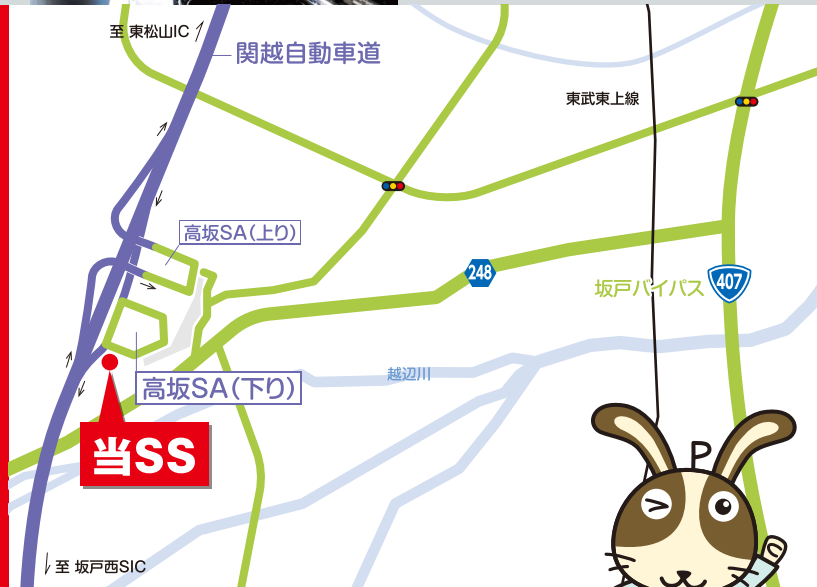 至 東松山IC
関越自動車道
東武東上線
高坂SA(上り)
248
坂戸バイパス
407
越辺川
高坂SA(下り)
当SS
P
至 坂戸西SIC